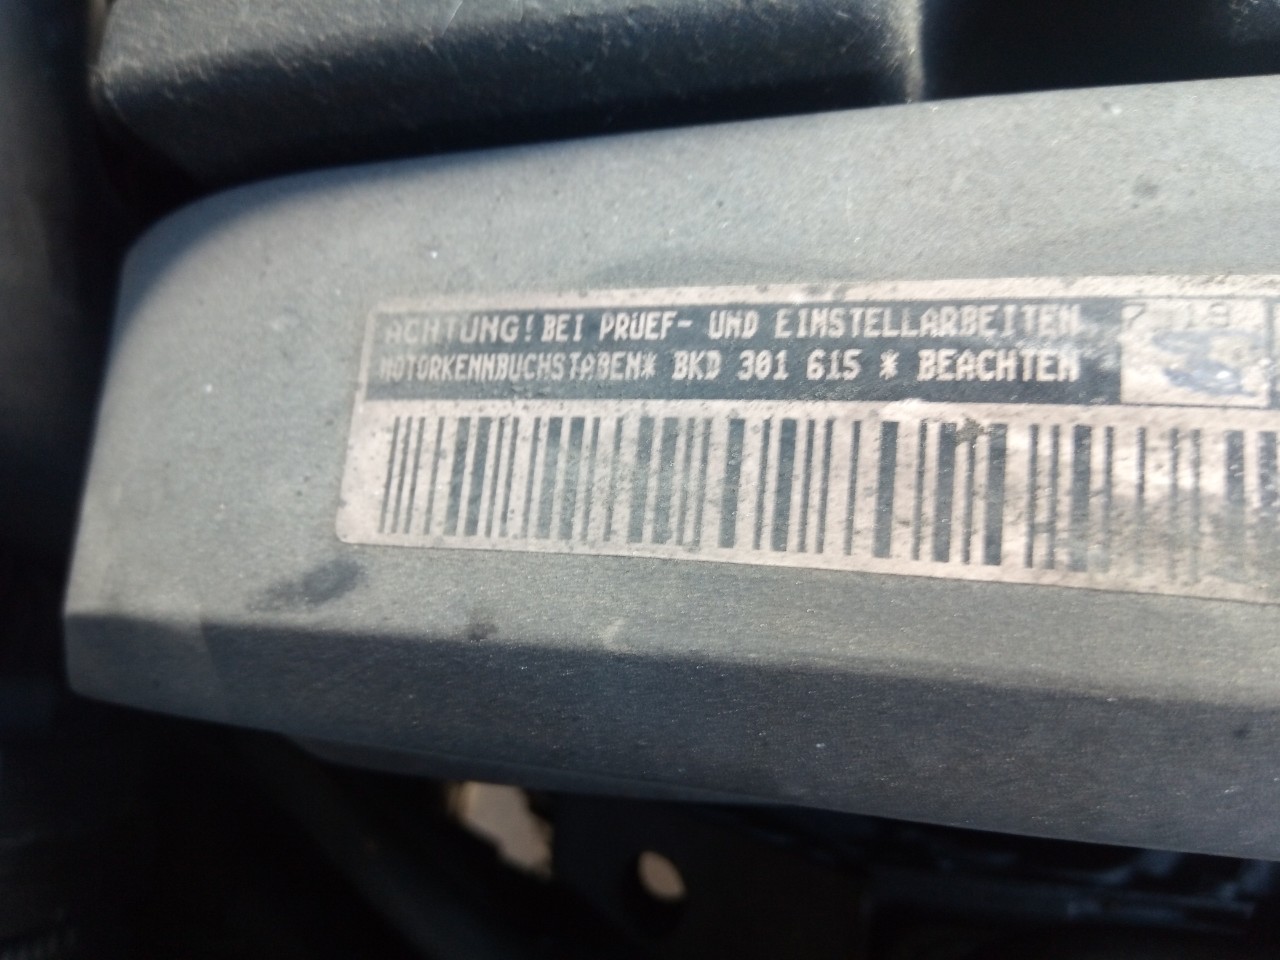 ACHTUNG! BEI PRUEF- UND EINSTELLARBEITEN
MOTORKENNBUCHSTABEN* BKD 301 615 * BEACHTEN